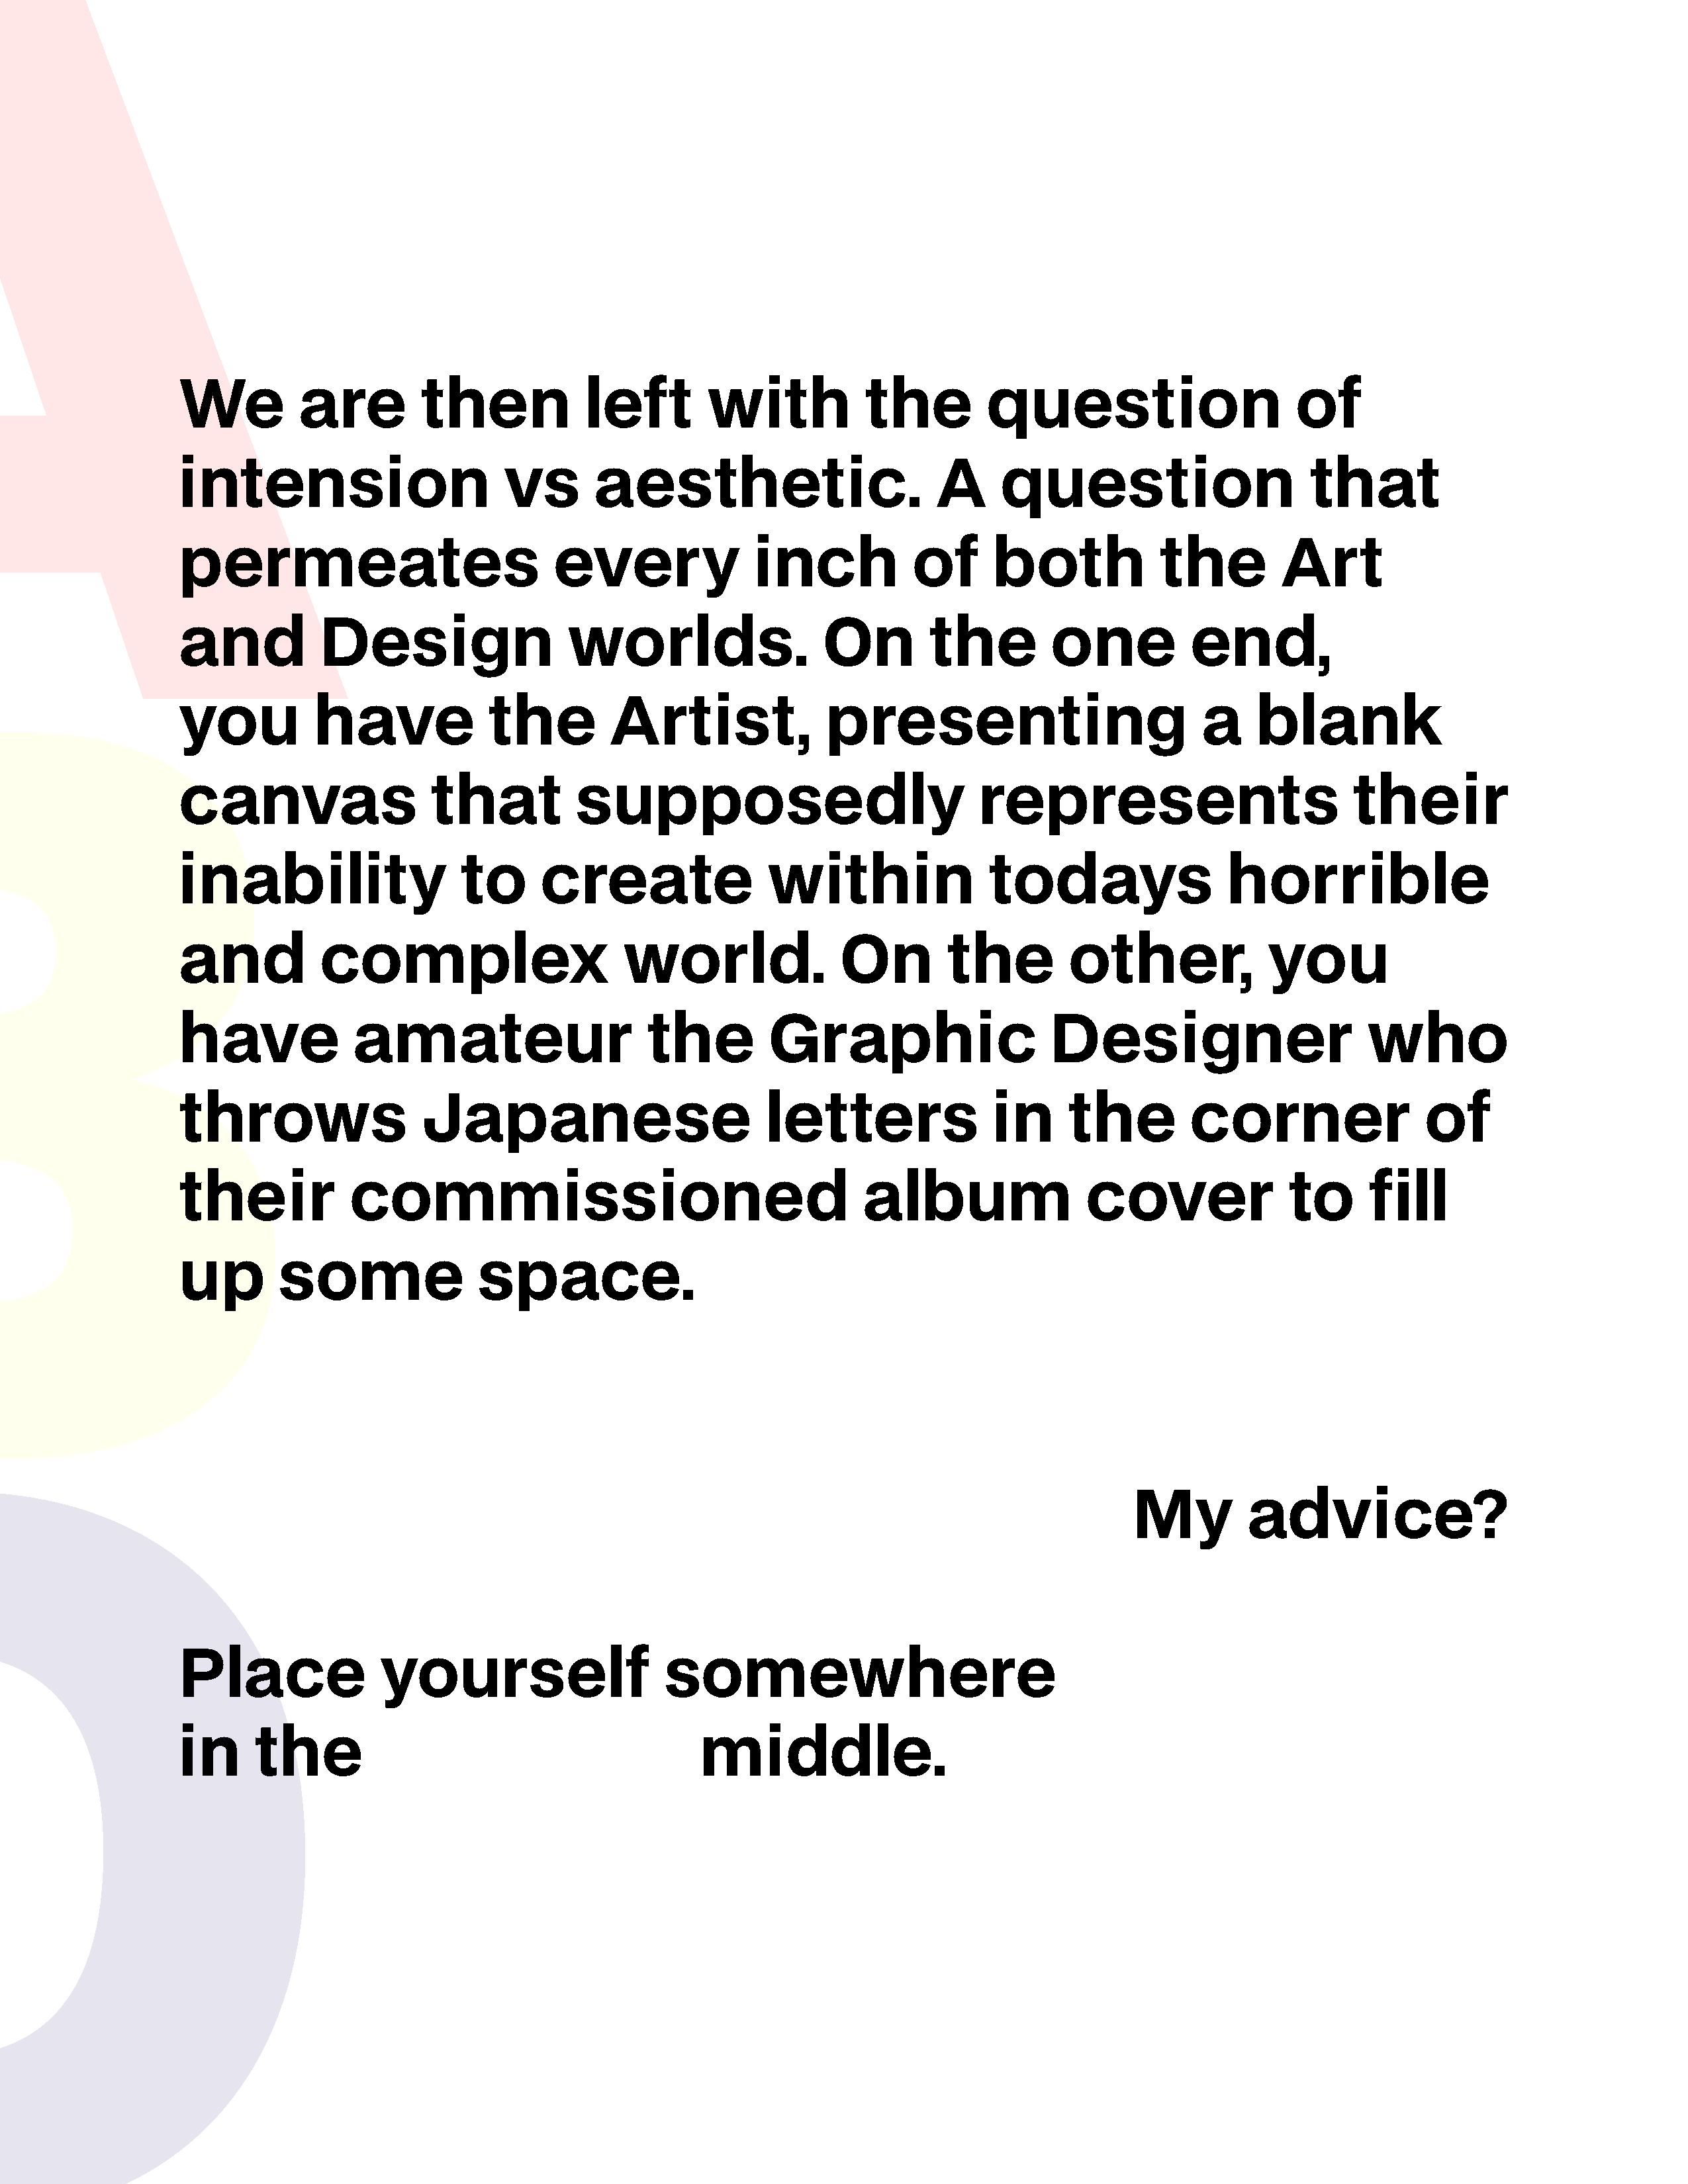 We are then left with the question of
intension vs aesthetic. A question that
permeates every inch of both the Art
and Design worlds. On the one end,
you have the Artist, presenting a blank
canvas that supposedly represents their
inability to create within todays horrible
and complex world. On the other, you
have amateur the Graphic Designer who
throws Japanese letters in the corner of
their commissioned album cover to fill
up some space.
My advice?
Place yourself somewhere
in the middle.